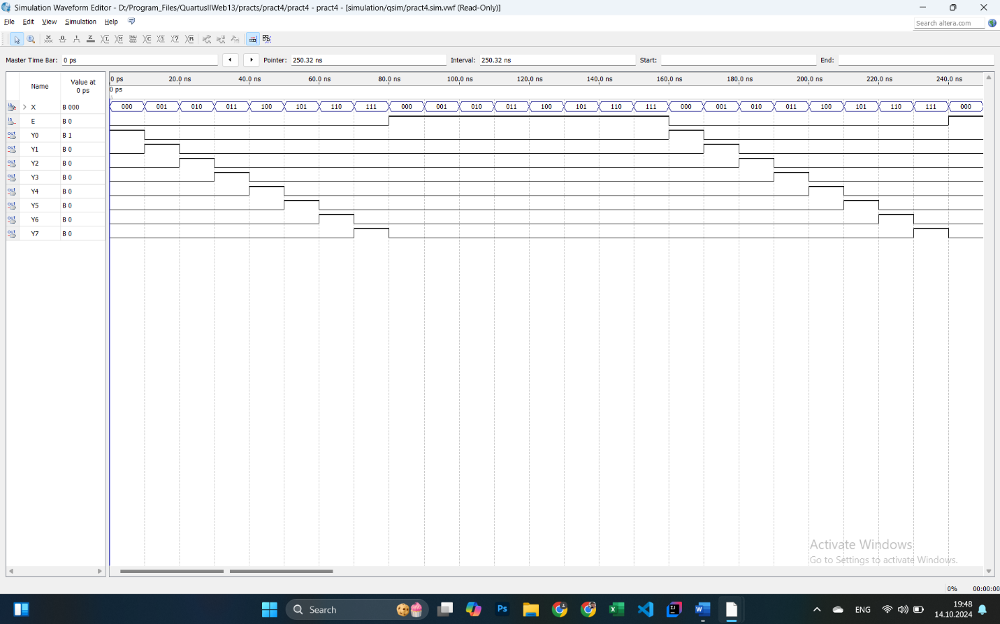 Simulation Waveform Editor - D:/Program_Files/QuartusIIWeb13/practs/pract4/pract4 - pract4 - [simulation/qsim/pract4.sim.vwf (Read-Only)]
File Edit View Simulation Help
Search altera.com
Master Time Bar: 0 ps Pointer: 250.32 ns Interval: 250.32 ns Start: End:
Name Value at 0 ps
0 ps 20.0 ns 40.0 ns 60.0 ns 80.0 ns 100.0 ns 120.0 ns 140.0 ns 160.0 ns 180.0 ns 200.0 ns 220.0 ns 240.0 ns
0 ps
X B 000 000 001 010 011 100 101 110 111 000 001 010 011 100 101 110 111 000 001 010 011 100 101 110 111 000
E B 0
Y0 B 1
Y1 B 0
Y2 B 0
Y3 B 0
Y4 B 0
Y5 B 0
Y6 B 0
Y7 B 0
Activate Windows
Go to Settings to activate Windows.
0% 00:00:00
Search
ENG
19:48
14.10.2024